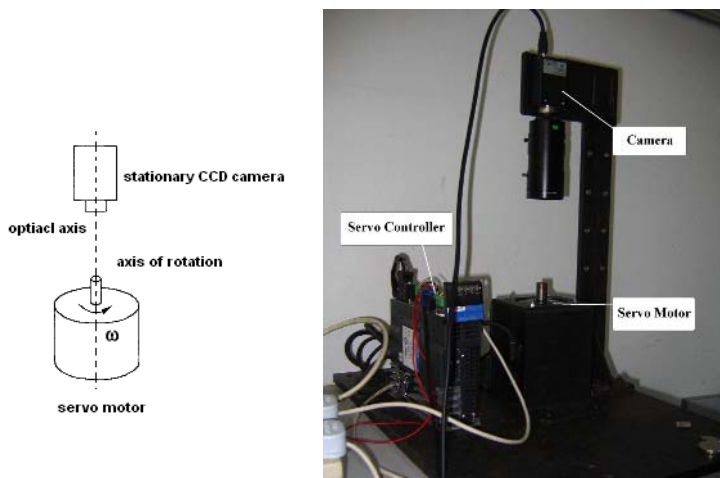 stationary CCD camera
optiacl axis
axis of rotation
ω
servo motor
Camera
Servo Controller
Servo Motor